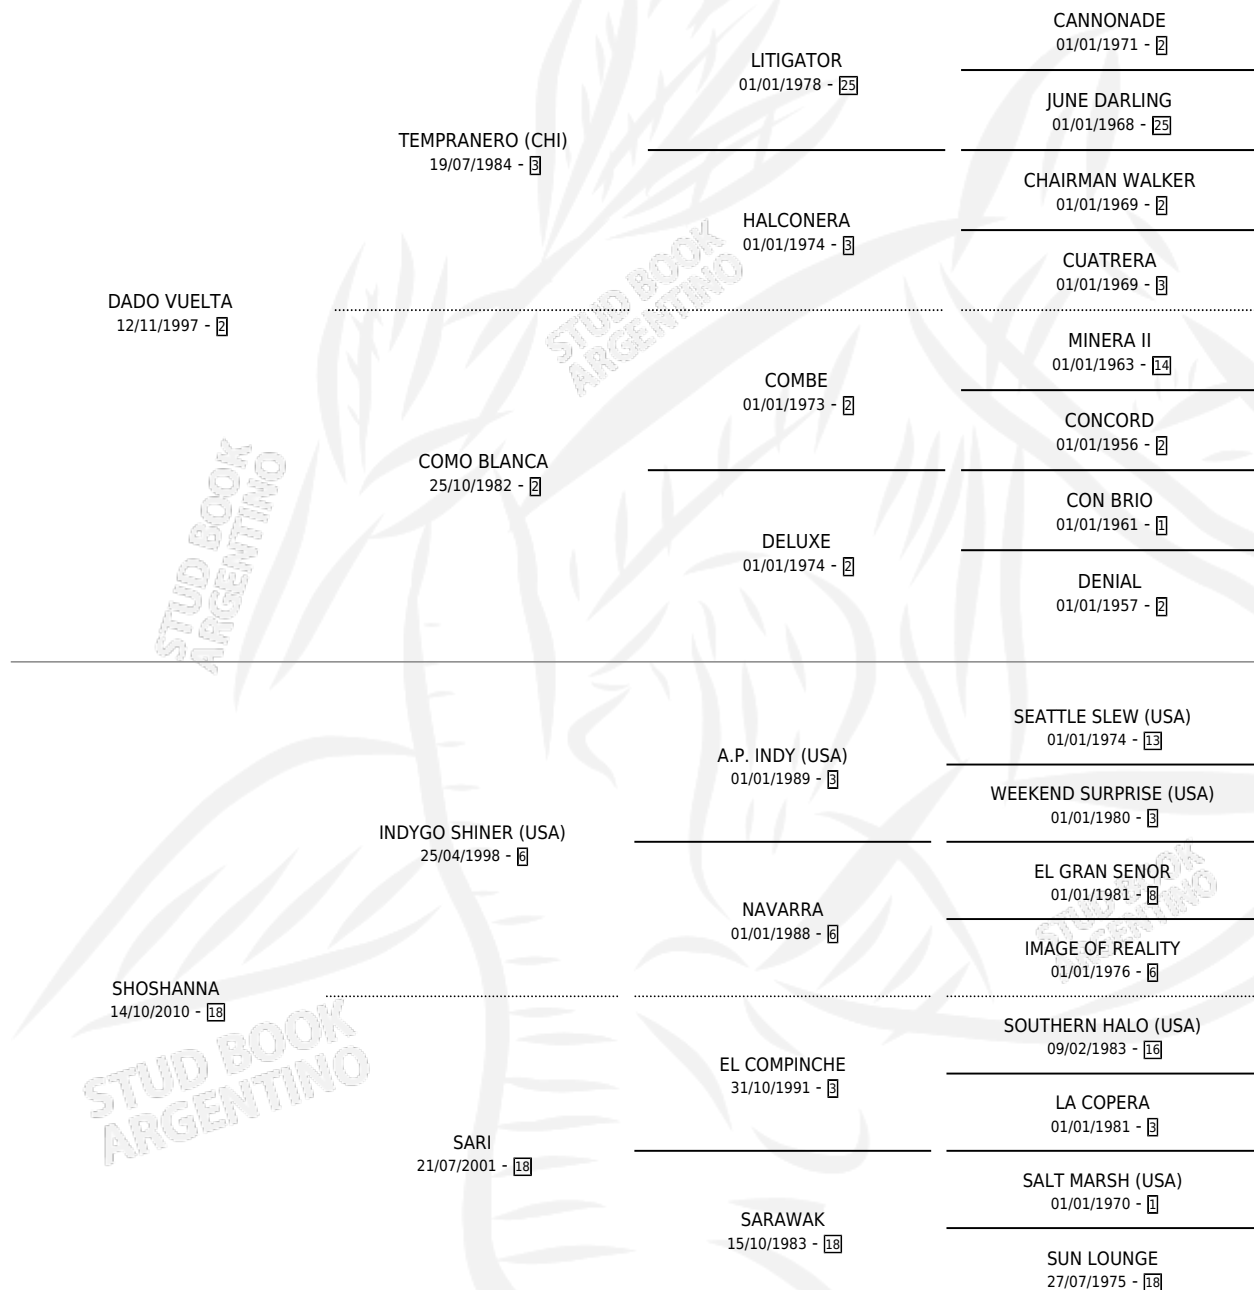 CANNONADE
01/01/1971 - 2
LITIGATOR
01/01/1978 - 25
JUNE DARLING
01/01/1968 - 25
TEMPRANERO (CHI)
19/07/1984 - 3
CHAIRMAN WALKER
01/01/1969 - 2
HALCONERA
01/01/1974 - 3
CUATRERA
01/01/1969 - 3
DADO VUELTA
12/11/1997 - 2
MINERA II
01/01/1963 - 14
COMBE
01/01/1973 - 2
CONCORD
01/01/1956 - 2
COMO BLANCA
25/10/1982 - 2
CON BRIO
01/01/1961 - 1
DELUXE
01/01/1974 - 2
DENIAL
01/01/1957 - 2
SEATTLE SLEW (USA)
01/01/1974 - 13
A.P. INDY (USA)
01/01/1989 - 3
WEEKEND SURPRISE (USA)
01/01/1980 - 3
INDYGO SHINER (USA)
25/04/1998 - 6
EL GRAN SENOR
01/01/1981 - 8
NAVARRA
01/01/1988 - 6
IMAGE OF REALITY
01/01/1976 - 6
SHOSHANNA
14/10/2010 - 18
SOUTHERN HALO (USA)
09/02/1983 - 16
EL COMPINCHE
31/10/1991 - 3
LA COPERA
01/01/1981 - 3
SARI
21/07/2001 - 18
SALT MARSH (USA)
01/01/1970 - 1
SARAWAK
15/10/1983 - 18
SUN LOUNGE
27/07/1975 - 18
STUD BOOK
ARGENTINO
STUD BOOK
ARGENTINO
STUD BOOK
ARGENTINO
STUD BOOK
ARGENTINO